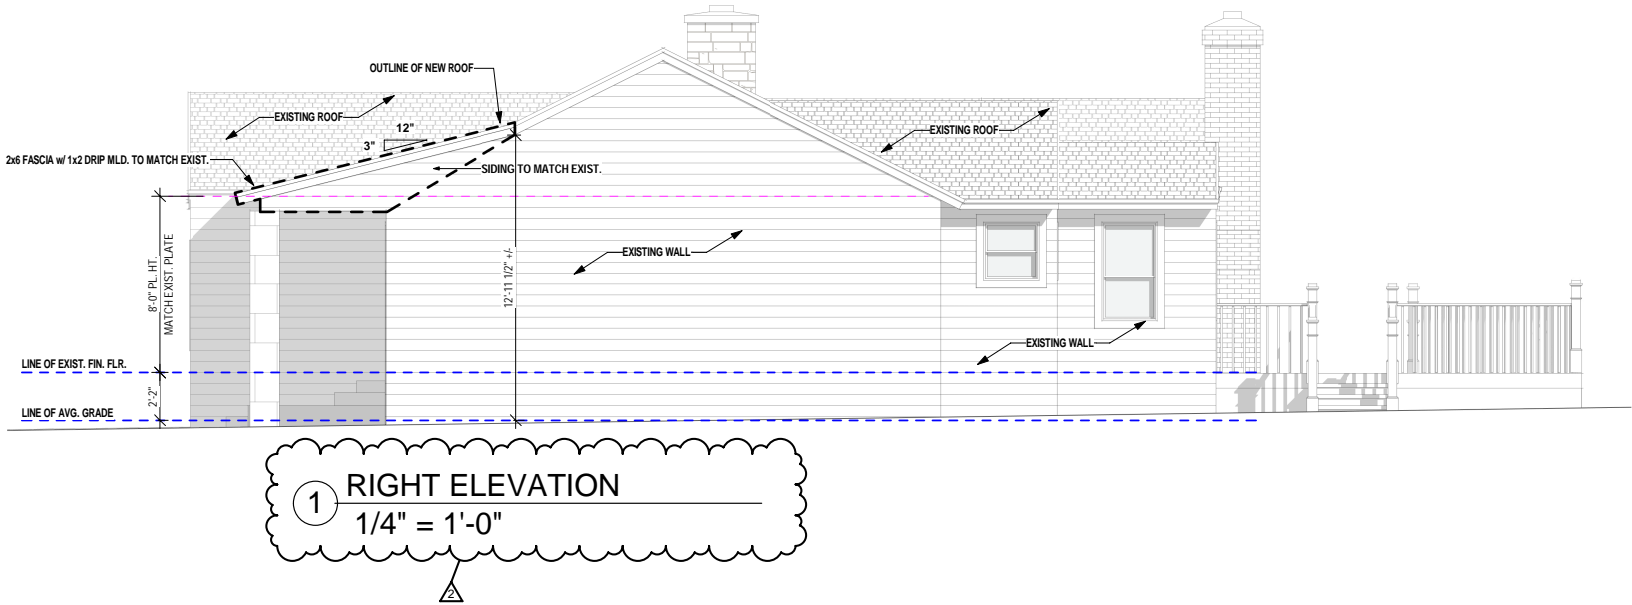 OUTLINE OF NEW ROOF
EXISTING ROOF
12"
3"
EXISTING ROOF
2x6 FASCIA w/ 1x2 DRIP MLD. TO MATCH EXIST.
SIDING TO MATCH EXIST.
8'-0" PL. HT.
MATCH EXIST. PLATE
12'-11 1/2" +/-
EXISTING WALL
EXISTING WALL
LINE OF EXIST. FIN. FLR.
2'-2"
LINE OF AVG. GRADE
1
RIGHT ELEVATION
1/4" = 1'-0"
2